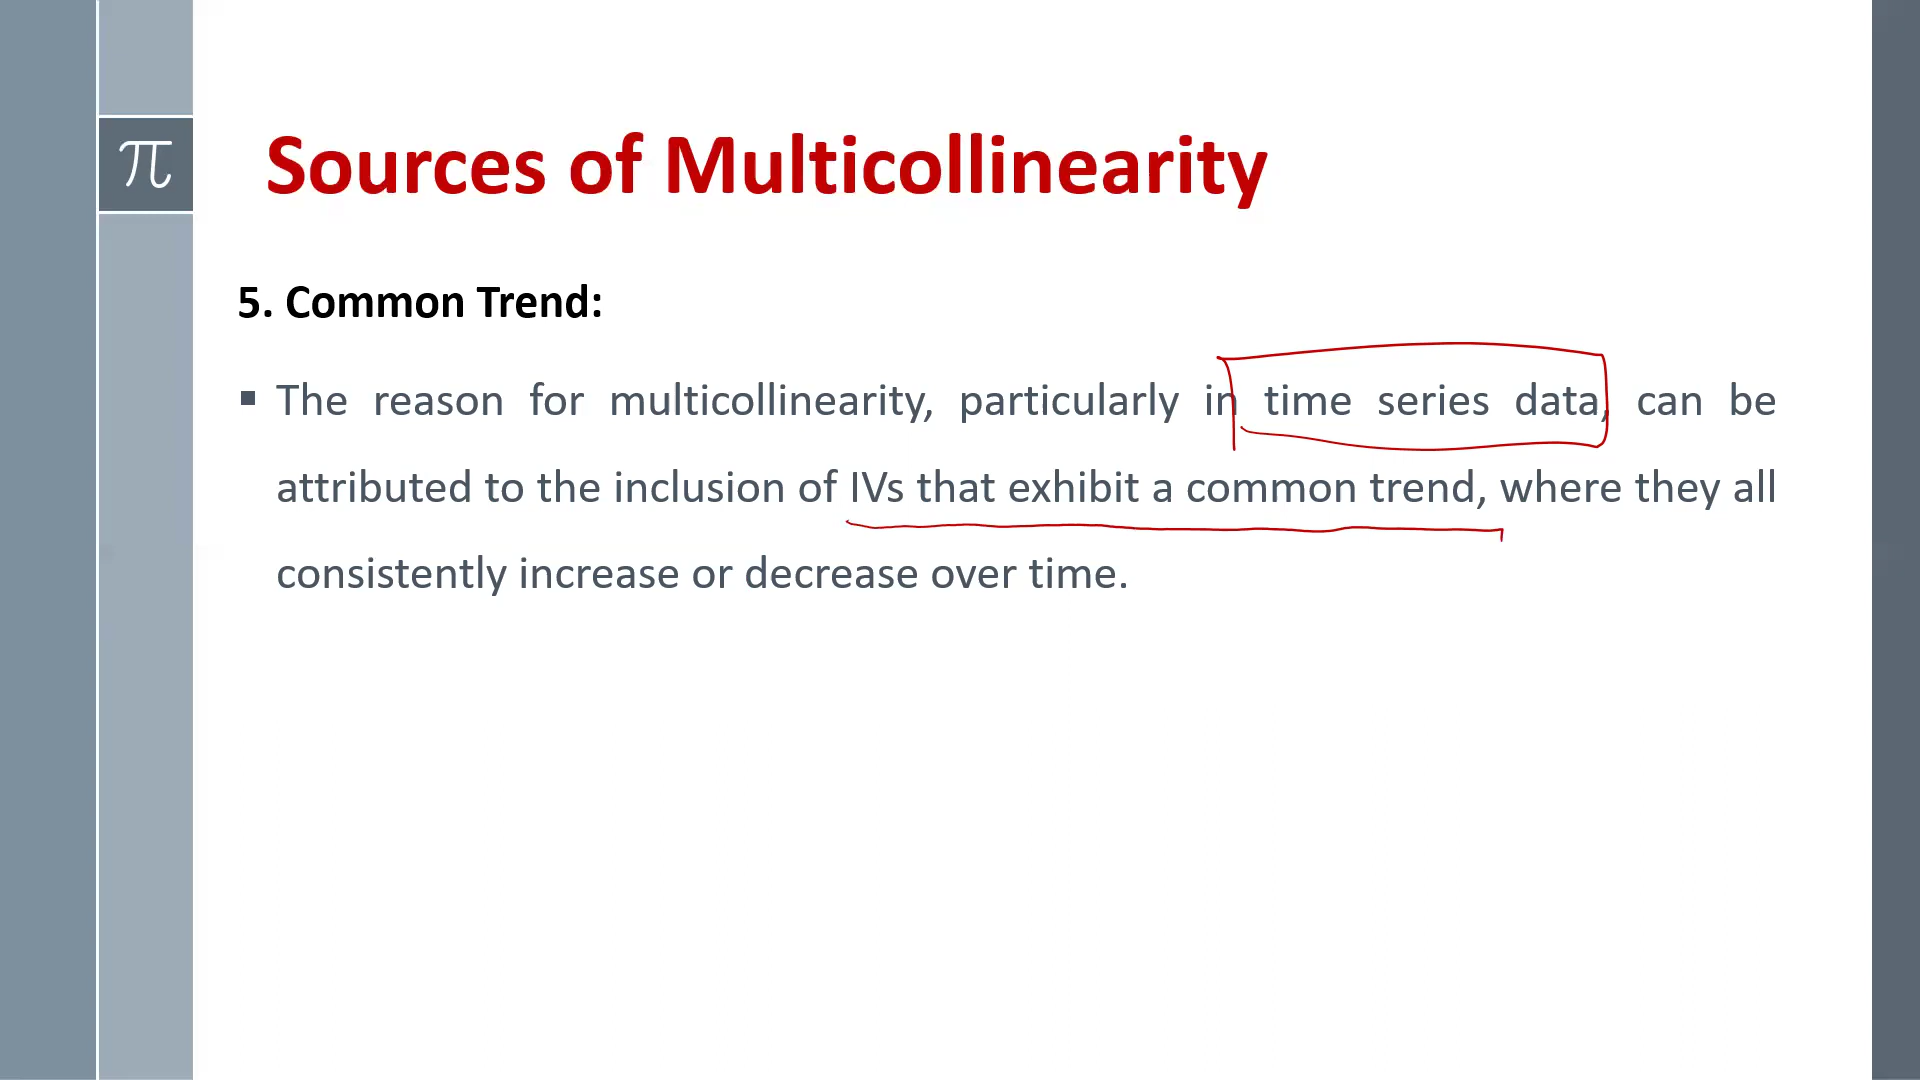 π
Sources of Multicollinearity
5. Common Trend:
▪ The reason for multicollinearity, particularly in time series data, can be
attributed to the inclusion of IVs that exhibit a common trend, where they all
consistently increase or decrease over time.